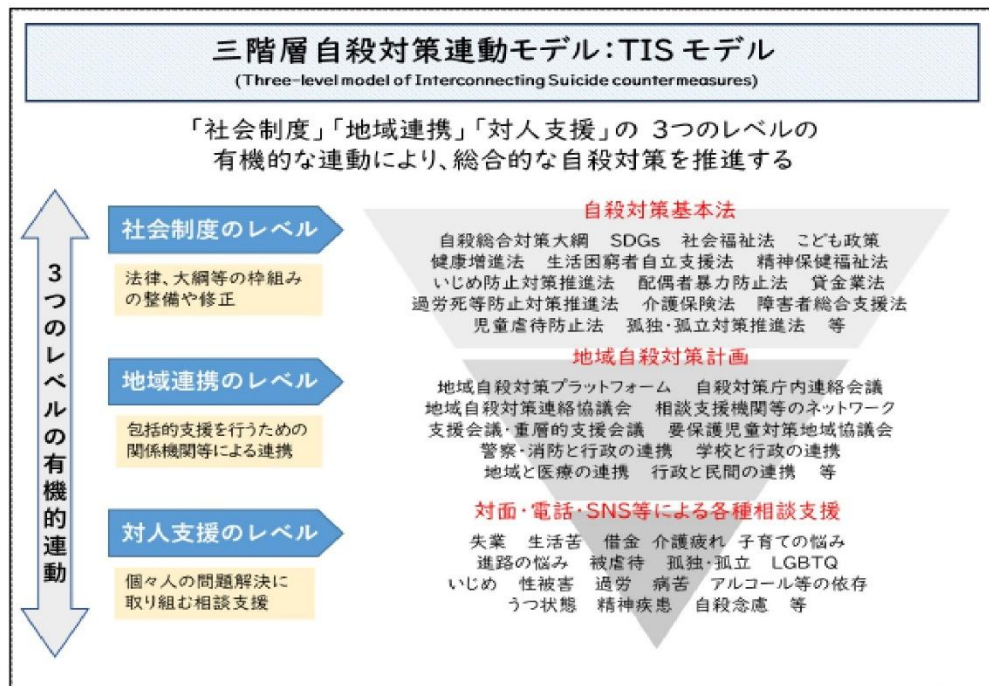 三階層自殺対策連動モデル:TISモデル
(Three-level model of Interconnecting Suicide countermeasures)
「社会制度」「地域連携」「対人支援」の 3つのレベルの
有機的な連動により、総合的な自殺対策を推進する
3つのレベルの有機的連動
社会制度のレベル
法律、大綱等の枠組み
の整備や修正
自殺対策基本法
自殺総合対策大綱 SDGs 社会福祉法 こども政策
健康増進法 生活困窮者自立支援法 精神保健福祉法
いじめ防止対策推進法 配偶者暴力防止法 貸金業法
過労死等防止対策推進法 介護保険法 障害者総合支援法
児童虐待防止法 孤独・孤立対策推進法 等
地域連携のレベル
包括的支援を行うための
関係機関等による連携
地域自殺対策計画
地域自殺対策プラットフォーム 自殺対策庁内連絡会議
地域自殺対策連絡協議会 相談支援機関等のネットワーク
支援会議・重層的支援会議 要保護児童対策地域協議会
警察・消防と行政の連携 学校と行政の連携
地域と医療の連携 行政と民間の連携 等
対人支援のレベル
個々人の問題解決に
取り組む相談支援
対面・電話・SNS等による各種相談支援
失業 生活苦 借金 介護疲れ 子育ての悩み
進路の悩み 被虐待 孤独・孤立 LGBTQ
いじめ 性被害 過労 病苦 アルコール等の依存
うつ状態 精神疾患 自殺念慮 等